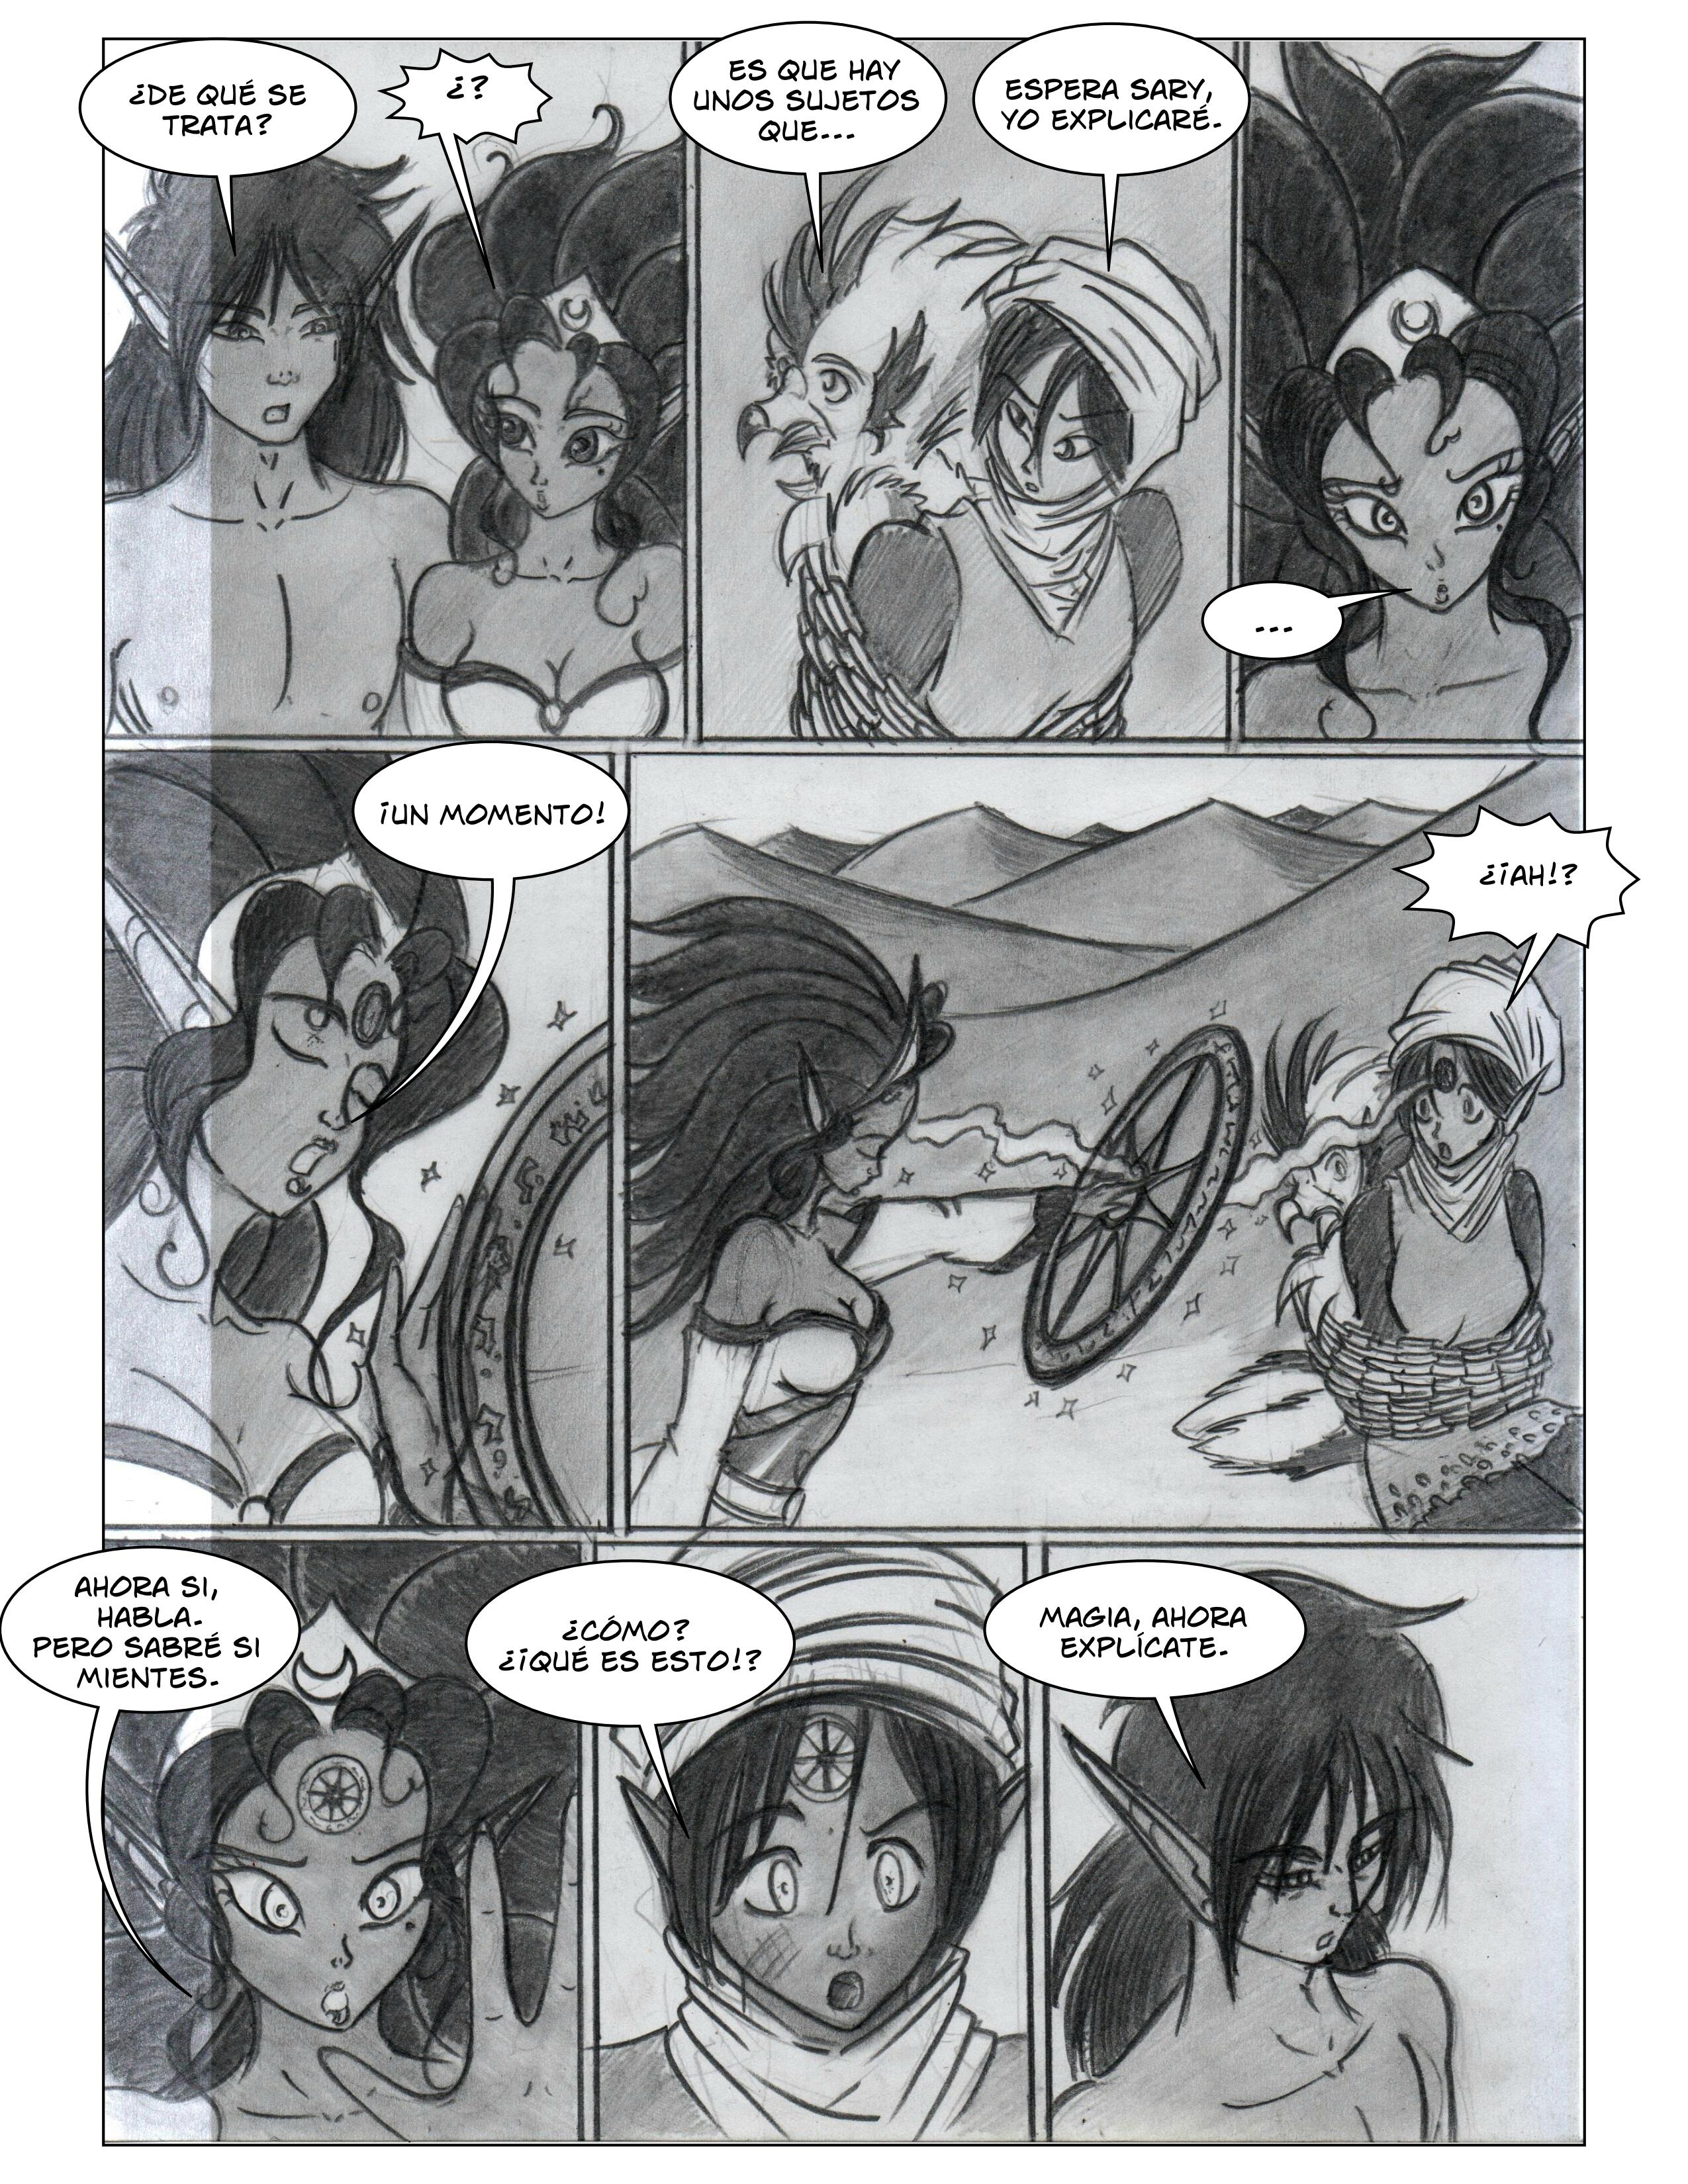 ¿DE QUÉ SE
TRATA?
¿?
ES QUE HAY
UNOS SUJETOS
QUE...
ESPERA SARY,
YO EXPLICARÉ.
...
¡UN MOMENTO!
¿¡AH!?
AHORA SI,
HABLA.
PERO SABRÉ SI
MIENTES.
¿CÓMO?
¿¡QUÉ ES ESTO!?
MAGIA, AHORA
EXPLÍCATE.